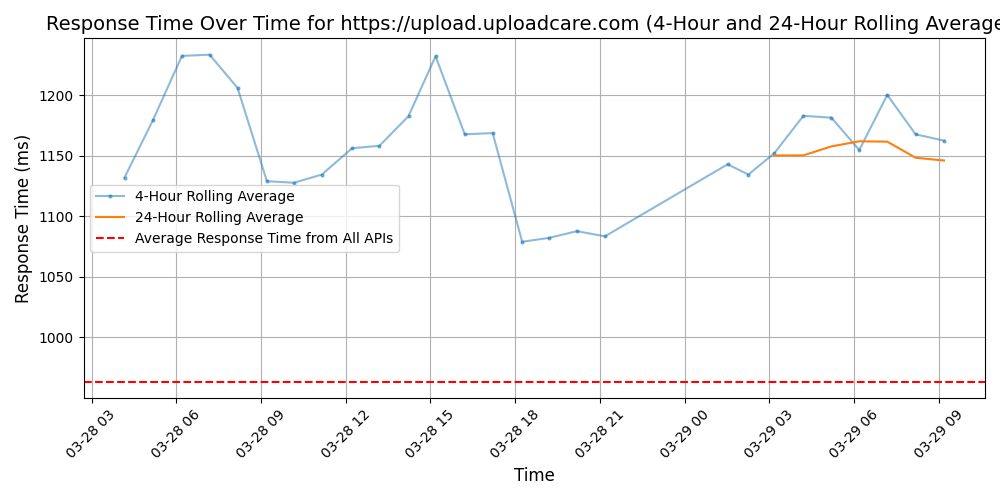 Response Time Over Time for https://upload.uploadcare.com (4-Hour and 24-Hour Rolling Average
Response Time (ms)
1200
1150
1100
1050
1000
4-Hour Rolling Average
24-Hour Rolling Average
Average Response Time from All APIs
03-28 03
03-28 06
03-28 09
03-28 12
03-28 15
03-28 18
03-28 21
03-29 00
03-29 03
03-29 06
03-29 09
Time